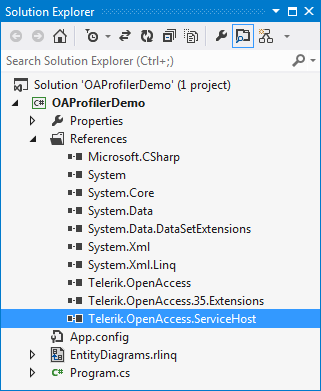 Solution Explorer
Search Solution Explorer (Ctrl+;)
Solution 'OAProfilerDemo' (1 project)
C# OAProfilerDemo
Properties
References
Microsoft.CSharp
System
System.Core
System.Data
System.Data.DataSetExtensions
System.Xml
System.Xml.Linq
Telerik.OpenAccess
Telerik.OpenAccess.35.Extensions
Telerik.OpenAccess.ServiceHost
App.config
EntityDiagrams.rlinq
C# Program.cs